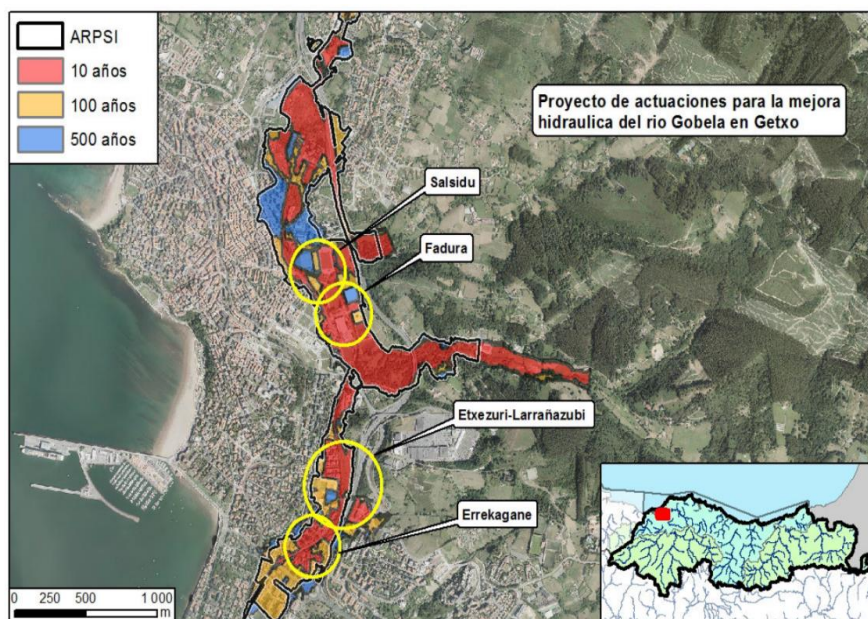 ARPSI
10 años
100 años
500 años
Proyecto de actuaciones para la mejora
hidraulica del rio Gobela en Getxo
Salsidu
Fadura
Etxezuri-Larrañazubi
Errekagane
0 250 500 1 000
m